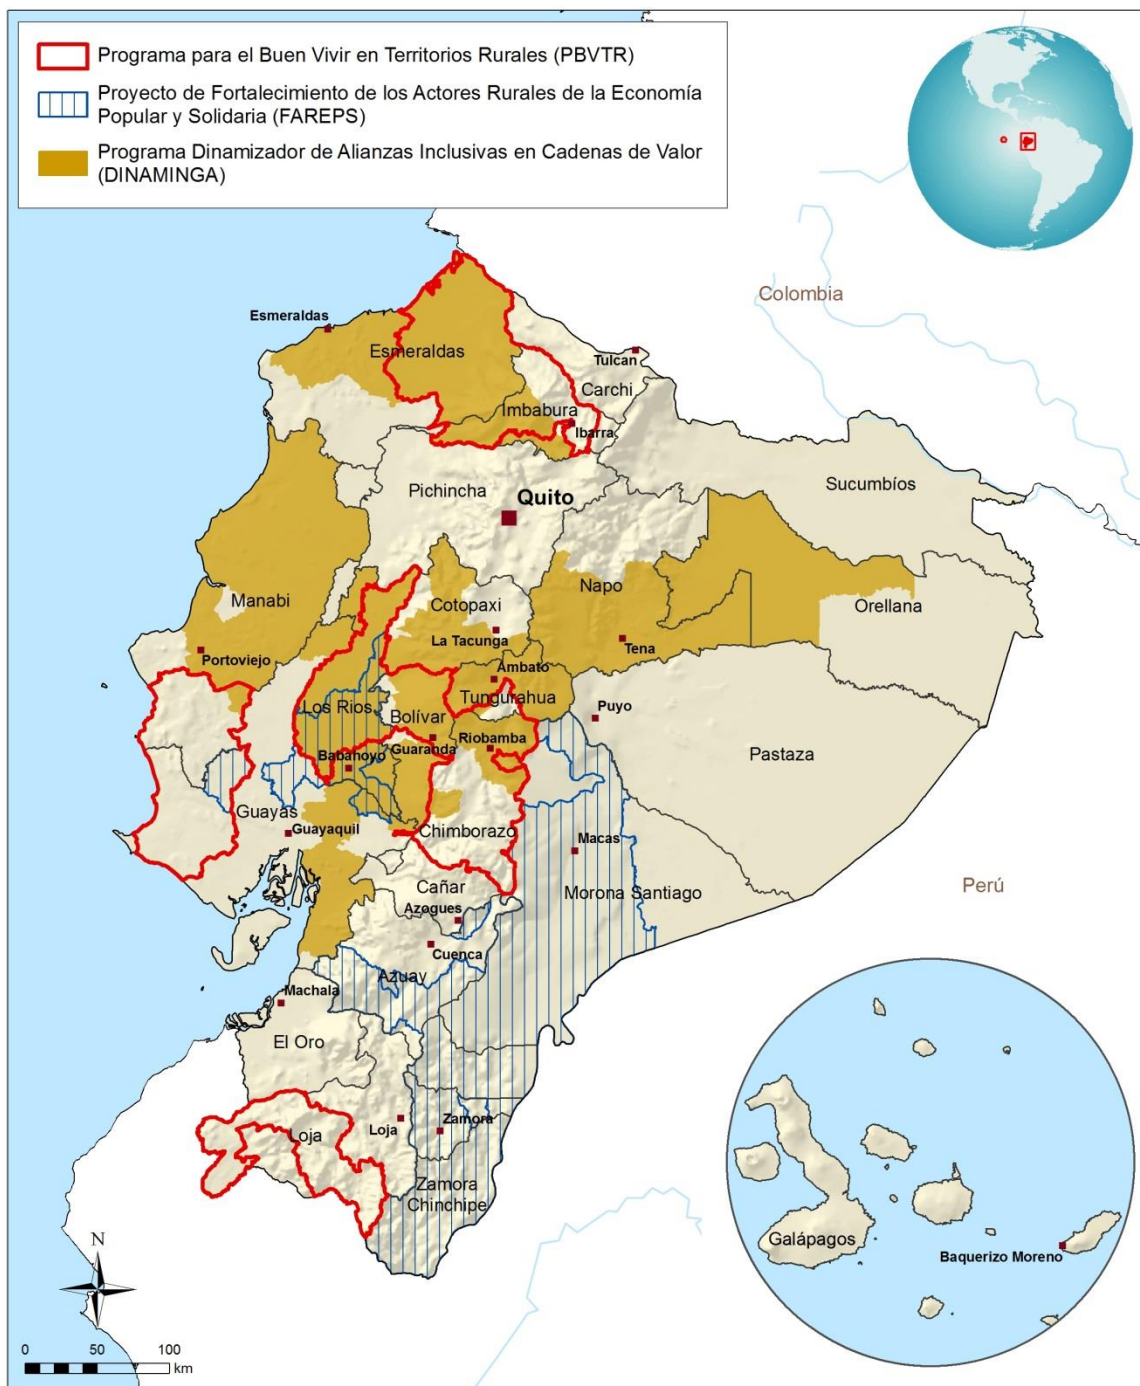 Programa para el Buen Vivir en Territorios Rurales (PBVTR)
Proyecto de Fortalecimiento de los Actores Rurales de la Economía
Popular y Solidaria (FAREPS)
Programa Dinamizador de Alianzas Inclusivas en Cadenas de Valor
(DINAMINGA)
Colombia
Esmeraldas
Esmeraldas
Tulcan
Carchi
Imbabura
Ibarra
Sucumbíos
Pichincha
Quito
Napo
Manabi
Cotopaxi
Orellana
La Tacunga
Tena
Portoviejo
Ambato
Tungurahua
Los Rios
Bolívar
Puyo
Riobamba
Guaranda
Babahoyo
Pastaza
Guayas
Guayaquil
Chimborazo
Macas
Cañar
Morona Santiago
Perú
Azogues
Cuenca
Azuay
Machala
El Oro
Loja
Loja
Zamora
Zamora
Chinchipe
Galápagos
Baquerizo Moreno
N
0 50 100
km